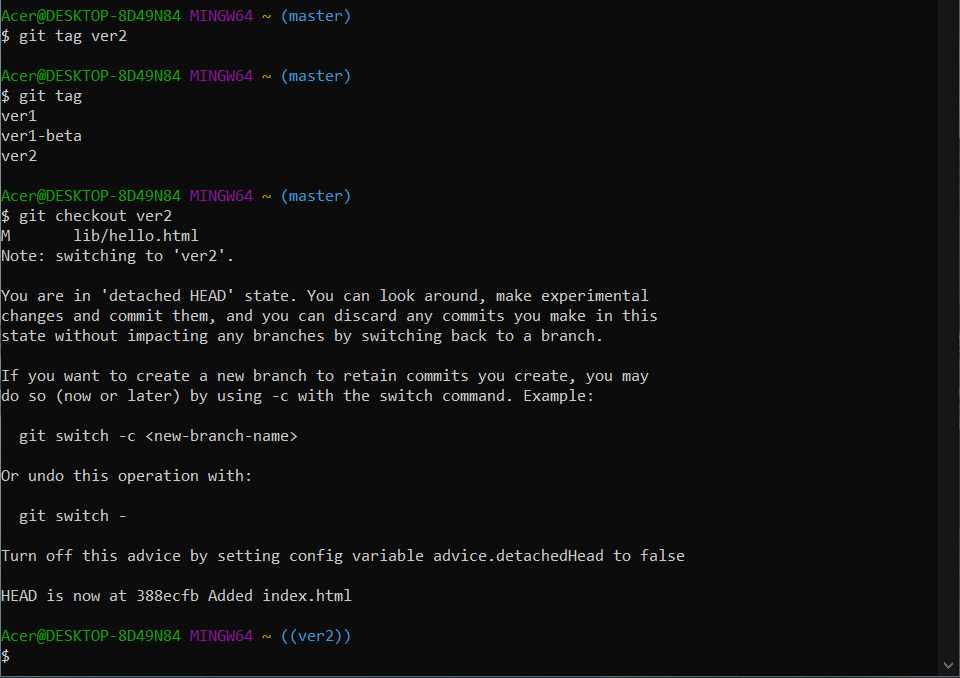 Acer@DESKTOP-8D49N84 MINGW64 ~ (master)
$ git tag ver2
Acer@DESKTOP-8D49N84 MINGW64 ~ (master)
$ git tag
ver1
ver1-beta
ver2
Acer@DESKTOP-8D49N84 MINGW64 ~ (master)
$ git checkout ver2
M       lib/hello.html
Note: switching to 'ver2'.
You are in 'detached HEAD' state. You can look around, make experimental
changes and commit them, and you can discard any commits you make in this
state without impacting any branches by switching back to a branch.
If you want to create a new branch to retain commits you create, you may
do so (now or later) by using -c with the switch command. Example:
  git switch -c <new-branch-name>
Or undo this operation with:
  git switch -
Turn off this advice by setting config variable advice.detachedHead to false
HEAD is now at 388ecfb Added index.html
Acer@DESKTOP-8D49N84 MINGW64 ~ ((ver2))
$